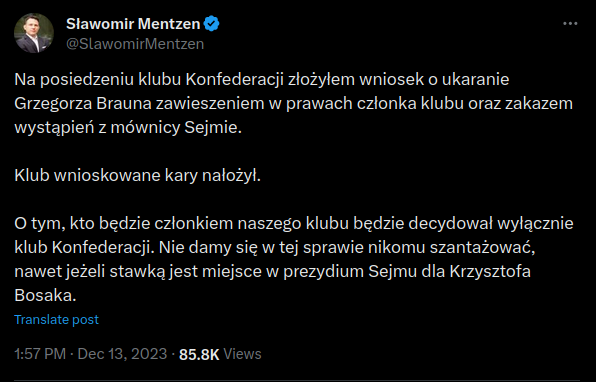 Sławomir Mentzen
@SlawomirMentzen
Na posiedzeniu klubu Konfederacji złożyłem wniosek o ukaranie
Grzegorza Brauna zawieszeniem w prawach członka klubu oraz zakazem
wystąpień z mównicy Sejmie.
Klub wnioskowane kary nałożył.
O tym, kto będzie członkiem naszego klubu będzie decydował wyłącznie
klub Konfederacji. Nie damy się w tej sprawie nikomu szantażować,
nawet jeżeli stawką jest miejsce w prezydium Sejmu dla Krzysztofa
Bosaka.
Translate post
1:57 PM · Dec 13, 2023 · 85.8K Views